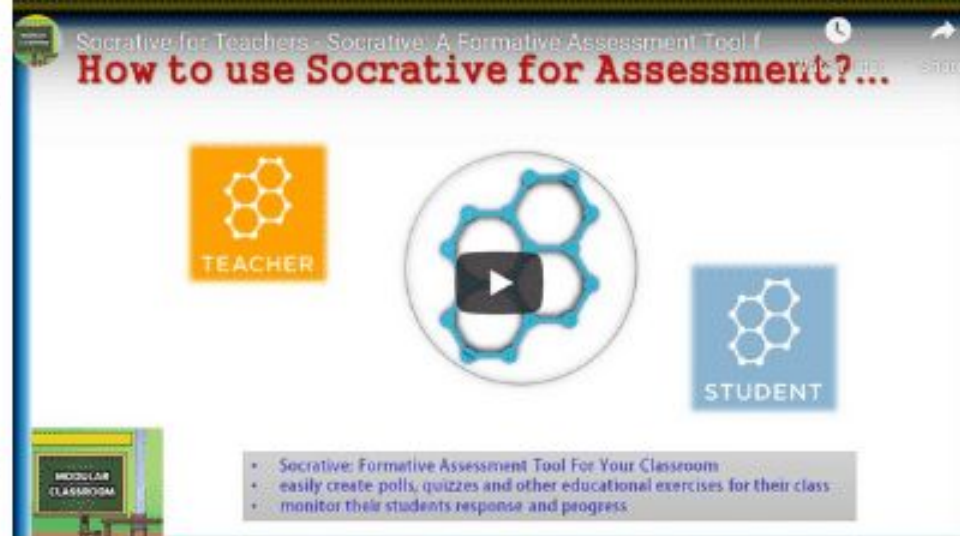 Socrative for Teachers - Socrative: A Formative Assessment Tool f
How to use Socrative for Assessment?...
TEACHER
STUDENT
MODULAR
CLASSROOM
• Socrative: Formative Assessment Tool For Your Classroom
• easily create polls, quizzes and other educational exercises for their class
• monitor their students response and progress